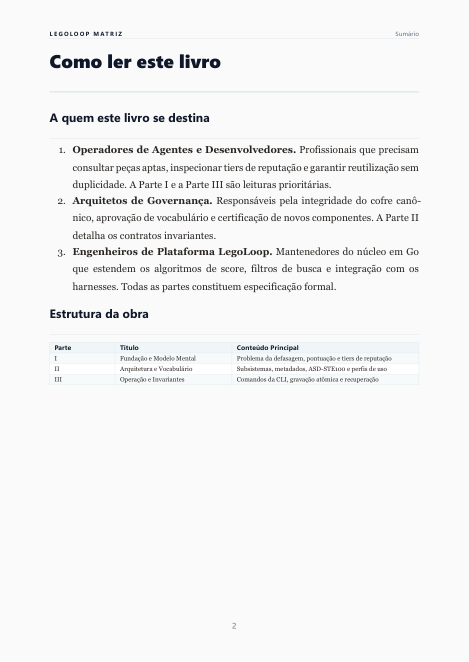 LEGOLOOP MATRIZ Sumário
Como ler este livro
A quem este livro se destina
1. Operadores de Agentes e Desenvolvedores. Profissionais que precisam
consultar peças aptas, inspecionar tiers de reputação e garantir reutilização sem
duplicidade. A Parte I e a Parte III são leituras prioritárias.
2. Arquitetos de Governança. Responsáveis pela integridade do cofre canô-
nico, aprovação de vocabulário e certificação de novos componentes. A Parte II
detalha os contratos invariantes.
3. Engenheiros de Plataforma LegoLoop. Mantenedores do núcleo em Go
que estendem os algoritmos de score, filtros de busca e integração com os
harnesses. Todas as partes constituem especificação formal.
Estrutura da obra
Parte Título Conteúdo Principal
I Fundação e Modelo Mental Problema da defasagem, pontuação e tiers de reputação
II Arquitetura e Vocabulário Subsistemas, metadados, ASD-STE100 e perfis de uso
III Operação e Invariantes Comandos da CLI, gravação atômica e recuperação
2